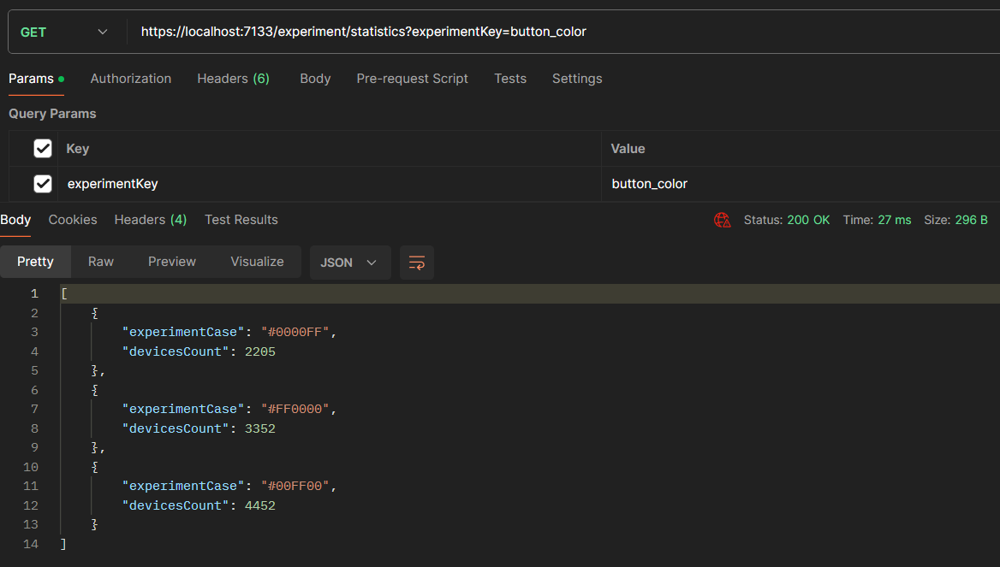 GET https://localhost:7133/experiment/statistics?experimentKey=button_color
Params Authorization Headers (6) Body Pre-request Script Tests Settings
Query Params
Key Value
experimentKey button_color
Body Cookies Headers (4) Test Results Status: 200 OK Time: 27 ms Size: 296 B
Pretty Raw Preview Visualize JSON
1 [
2 {
3 "experimentCase": "#0000FF",
4 "devicesCount": 2205
5 },
6 {
7 "experimentCase": "#FF0000",
8 "devicesCount": 3352
9 },
10 {
11 "experimentCase": "#00FF00",
12 "devicesCount": 4452
13 }
14 ]